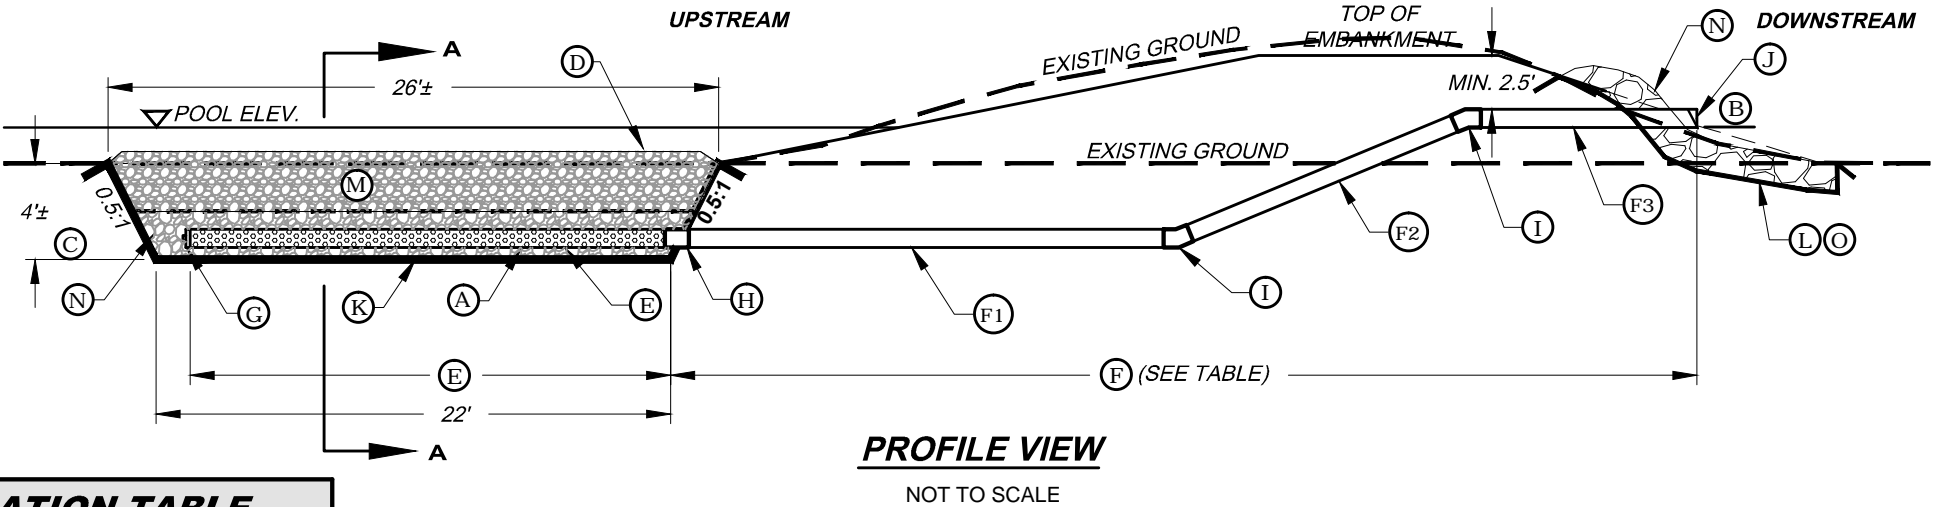 UPSTREAM
TOP OF
EMBANKMENT
N
DOWNSTREAM
A
D
EXISTING GROUND
J
26'±
MIN. 2.5'
POOL ELEV.
B
EXISTING GROUND
M
0.5:1
0.5:1
4'±
F3
I
F2
C
L O
N
G
K
A
E
H
F1
I
E
F (SEE TABLE)
22'
A
PROFILE VIEW
NOT TO SCALE
ATION TABLE